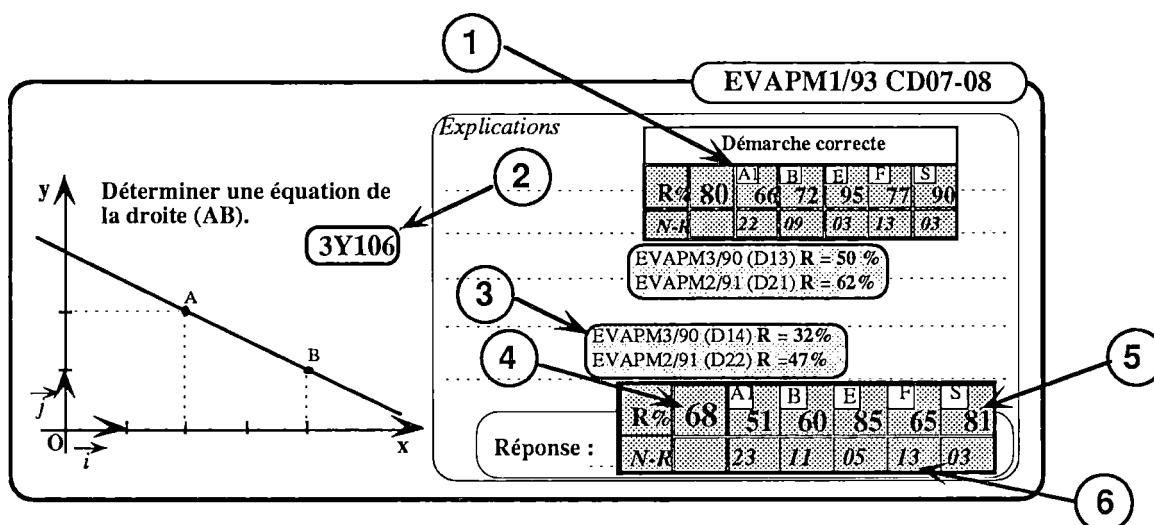 1
EVAPM1/93 CD07-08
Explications
Démarche correcte
A1 B E F S
R% 80 66 72 95 77 90
N-R 22 09 03 13 03
2
y
Déterminer une équation de
la droite (AB).
3Y106
EVAPM3/90 (D13) R = 50 %
EVAPM2/91 (D21) R = 62%
3
A
EVAPM3/90 (D14) R = 32%
EVAPM2/91 (D22) R =47%
4
5
B
j
O
i
x
A1 B E F S
R% 68 51 60 85 65 81
Réponse :
N-R 23 11 05 13 03
6